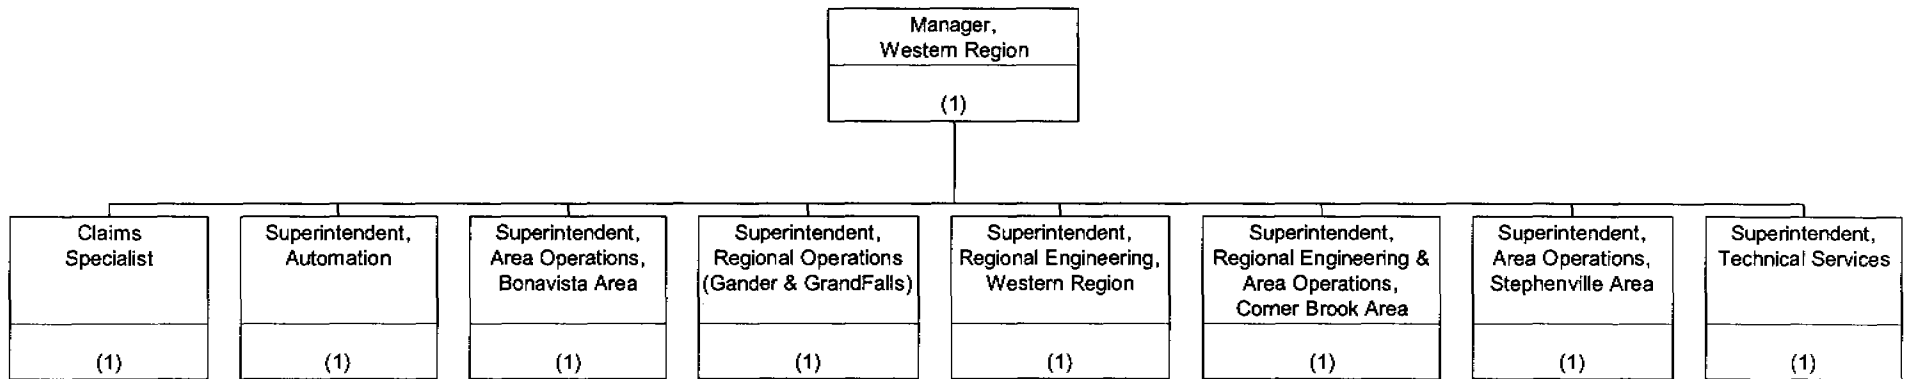 Manager,
Western Region
(1)
Claims
Specialist
(1)
Superintendent,
Automation
(1)
Superintendent,
Area Operations,
Bonavista Area
(1)
Superintendent,
Regional Operations
(Gander & GrandFalls)
(1)
Superintendent,
Regional Engineering,
Western Region
(1)
Superintendent,
Regional Engineering &
Area Operations,
Corner Brook Area
(1)
Superintendent,
Area Operations,
Stephenville Area
(1)
Superintendent,
Technical Services
(1)